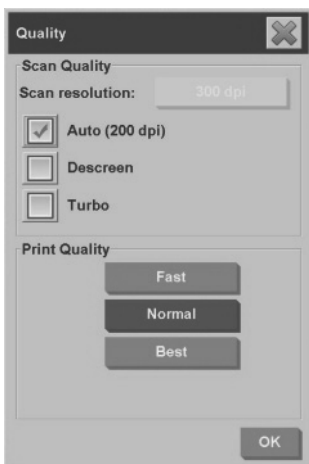 Quality
Scan Quality
Scan resolution: 300 dpi
Auto (200 dpi)
Descreen
Turbo
Print Quality
Fast
Normal
Best
OK